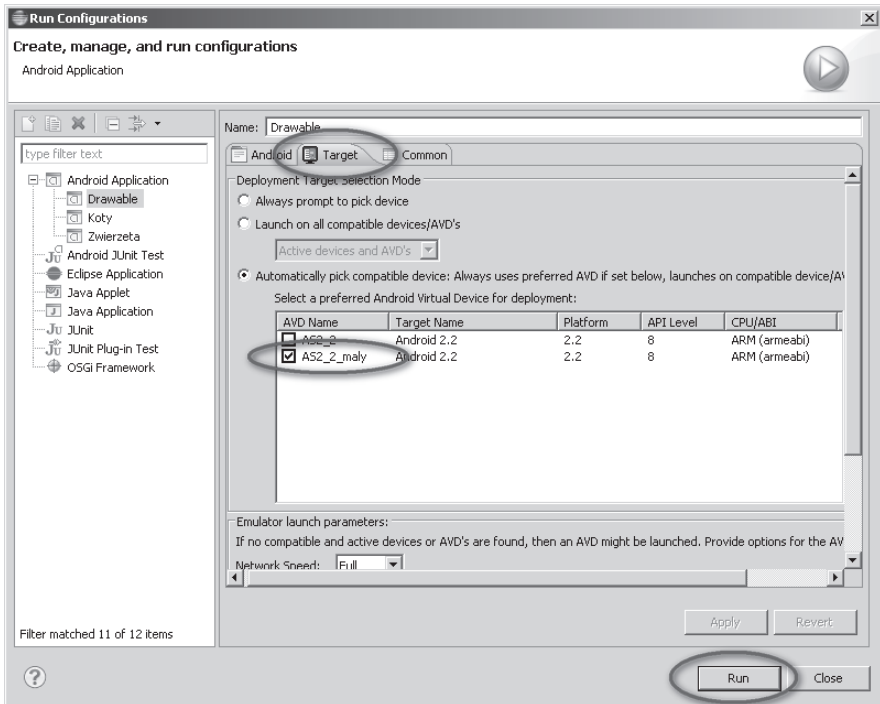 Run Configurations
Create, manage, and run configurations
Android Application
type filter text
Android Application
Drawable
Koty
Zwierzeta
Android JUnit Test
Eclipse Application
Java Applet
Java Application
JUnit
JUnit Plug-in Test
OSGi Framework
Filter matched 11 of 12 items
Name: Drawable
Android Target Common
Deployment Target Selection Mode
Always prompt to pick device
Launch on all compatible devices/AVD's
Active devices and AVD's
Automatically pick compatible device: Always uses preferred AVD if set below, launches on compatible device/AV
Select a preferred Android Virtual Device for deployment:
AVD Name Target Name Platform API Level CPU/ABI
AS2_2 Android 2.2 2.2 8 ARM (armeabi)
AS2_2_maly Android 2.2 2.2 8 ARM (armeabi)
Emulator launch parameters:
If no compatible and active devices or AVD's are found, then an AVD might be launched. Provide options for the AV
Network Speed: Full
Apply Revert
Run Close